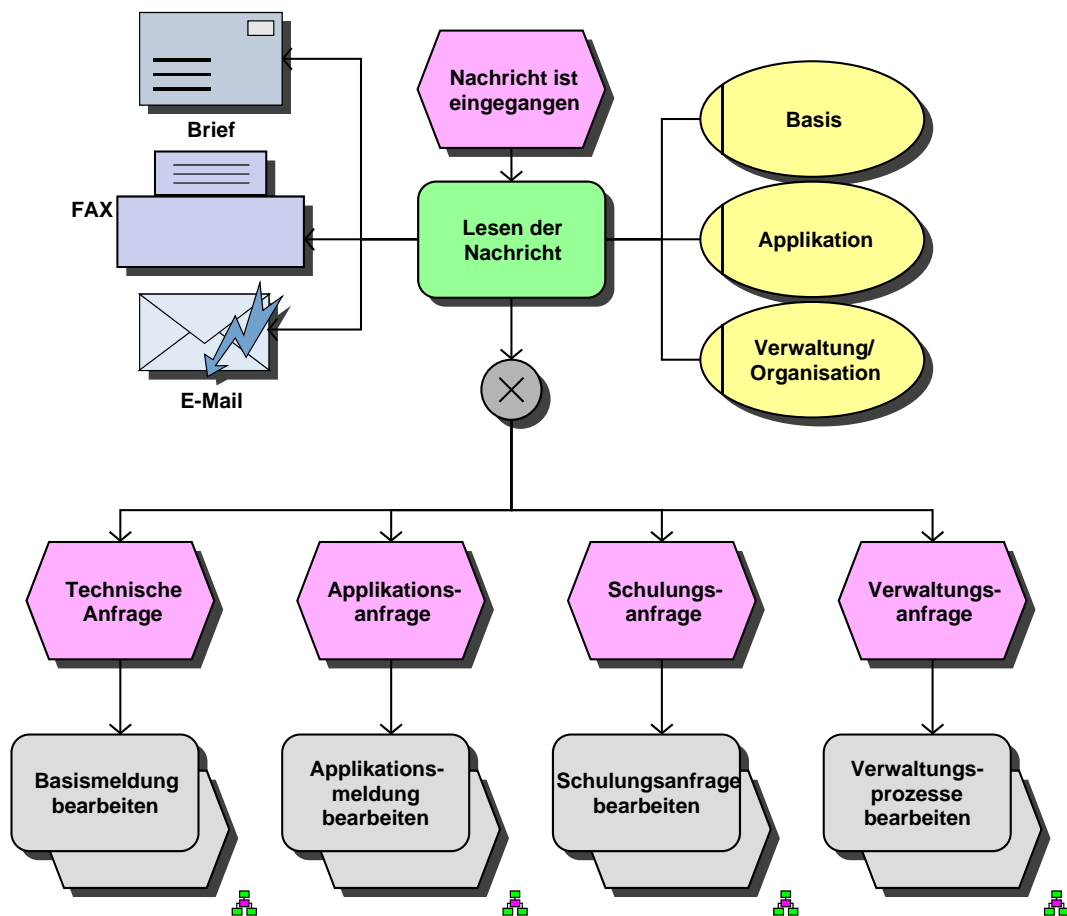 Nachricht ist
eingegangen
Brief
Basis
FAX
Lesen der
Nachricht
Applikation
E-Mail
Verwaltung/
Organisation
Technische
Anfrage
Applikations-
anfrage
Schulungs-
anfrage
Verwaltungs-
anfrage
Basismeldung
bearbeiten
Applikations-
meldung
bearbeiten
Schulungsanfrage
bearbeiten
Verwaltungs-
prozesse
bearbeiten